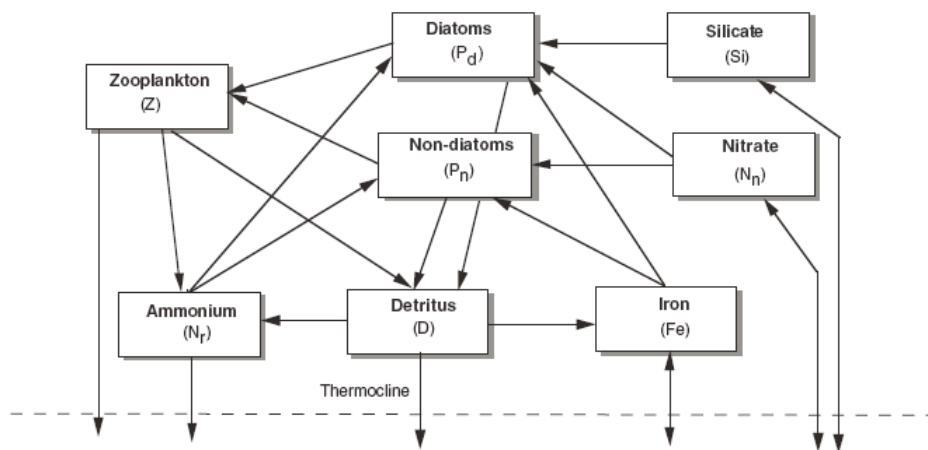 Diatoms
(Pd)
Silicate
(Si)
Zooplankton
(Z)
Non-diatoms
(Pn)
Nitrate
(Nn)
Ammonium
(Nr)
Detritus
(D)
Iron
(Fe)
Thermocline